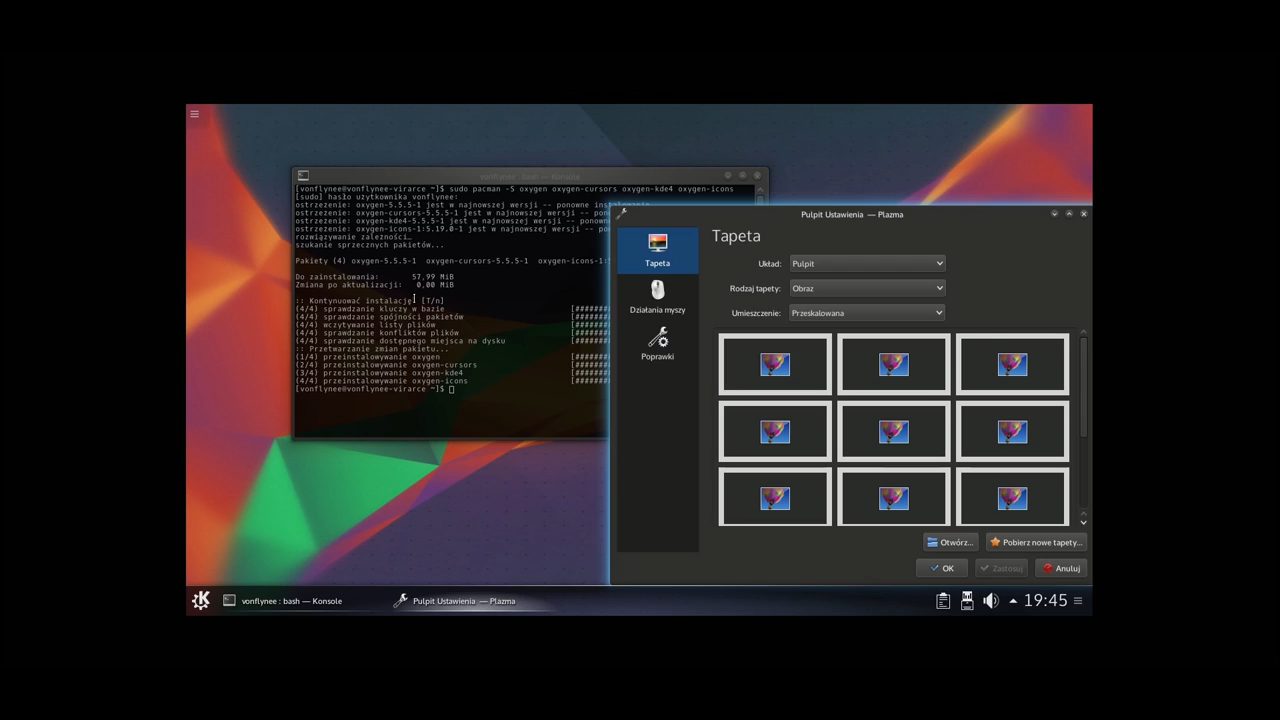 vonflynee : bash — Konsole
[vonflynee@vonflynee-virarce ~]$ sudo pacman -S oxygen oxygen-cursors oxygen-kde4 oxygen-icons
[sudo] hasło użytkownika vonflynee:
ostrzeżenie: oxygen-5.5.5-1 jest w najnowszej wersji -- ponowne
ostrzeżenie: oxygen-cursors-5.5.5-1 jest w najnowszej wersji --
ostrzeżenie: oxygen-kde4-5.5.5-1 jest w najnowszej wersji --
ostrzeżenie: oxygen-icons-1:5.19.0-1 jest w najnowszej wersji --
rozwiązywanie zależności…
szukanie sprzecznych pakietów...
Pakiety (4) oxygen-5.5.5-1 oxygen-cursors-5.5.5-1 oxygen-kde4-5.5.5-1 oxygen-icons-1:
Do zainstalowania: 57,99 MiB
Zmiana po aktualizacji: 0,00 MiB
:: Kontynuować instalację? [T/n]
(4/4) sprawdzanie kluczy w bazie [#######
(4/4) sprawdzanie spójności pakietów [#######
(4/4) wczytywanie listy plików [#######
(4/4) sprawdzanie konfliktów plików [#######
(4/4) sprawdzanie dostępnego miejsca na dysku [#######
:: Przetwarzanie zmian pakietu...
(1/4) przeinstalowywanie oxygen [#######
(2/4) przeinstalowywanie oxygen-cursors [#######
(3/4) przeinstalowywanie oxygen-kde4 [#######
(4/4) przeinstalowywanie oxygen-icons [#######
[vonflynee@vonflynee-virarce ~]$
Pulpit Ustawienia — Plazma
Tapeta
Działania myszy
Poprawki
Tapeta
Układ: Pulpit
Rodzaj tapety: Obraz
Umieszczenie: Przeskalowana
Otwórz...
Pobierz nowe tapety...
OK
Zastosuj
Anuluj
vonflynee : bash — Konsole
Pulpit Ustawienia — Plazma
19:45